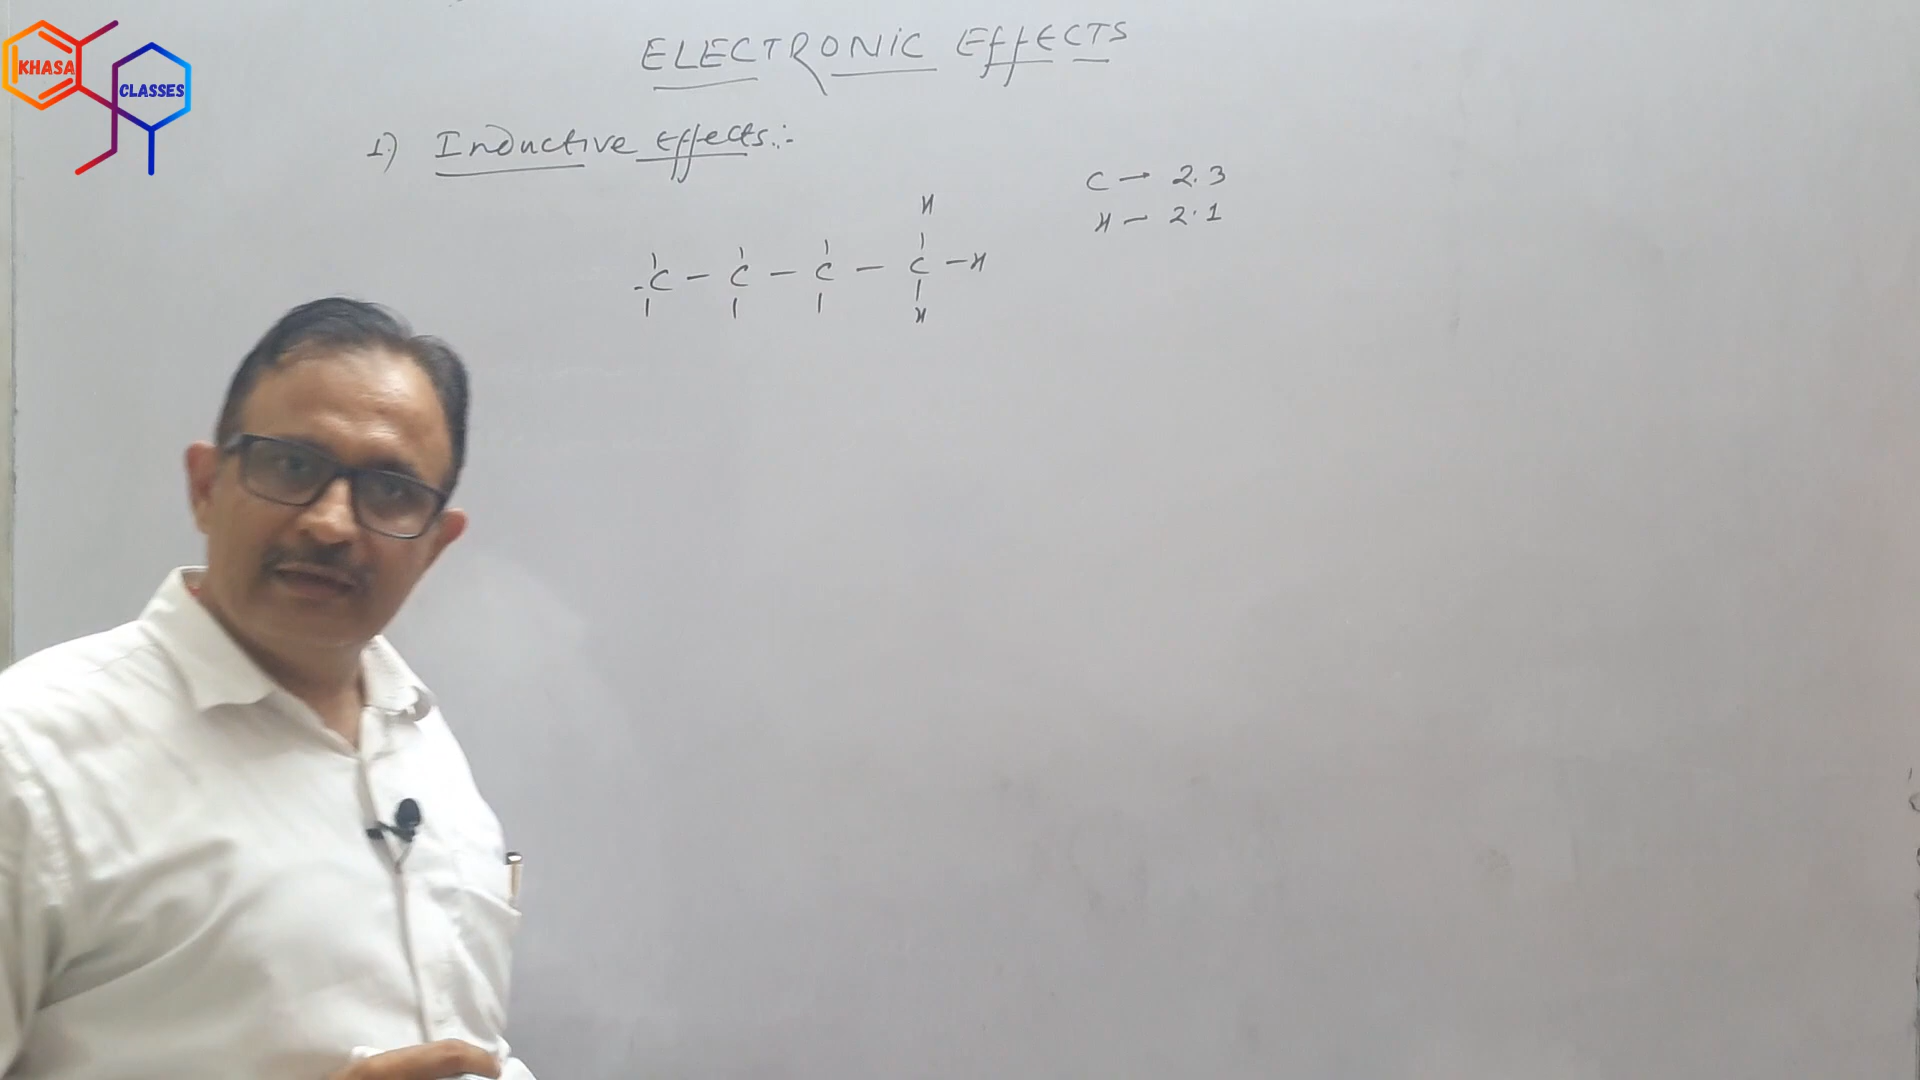 KHASA
CLASSES
ELECTRONIC EffECTS
1.) Inductive Effects:-
C → 2.3
H — 2.1
H
- C — C — C — C — H
H